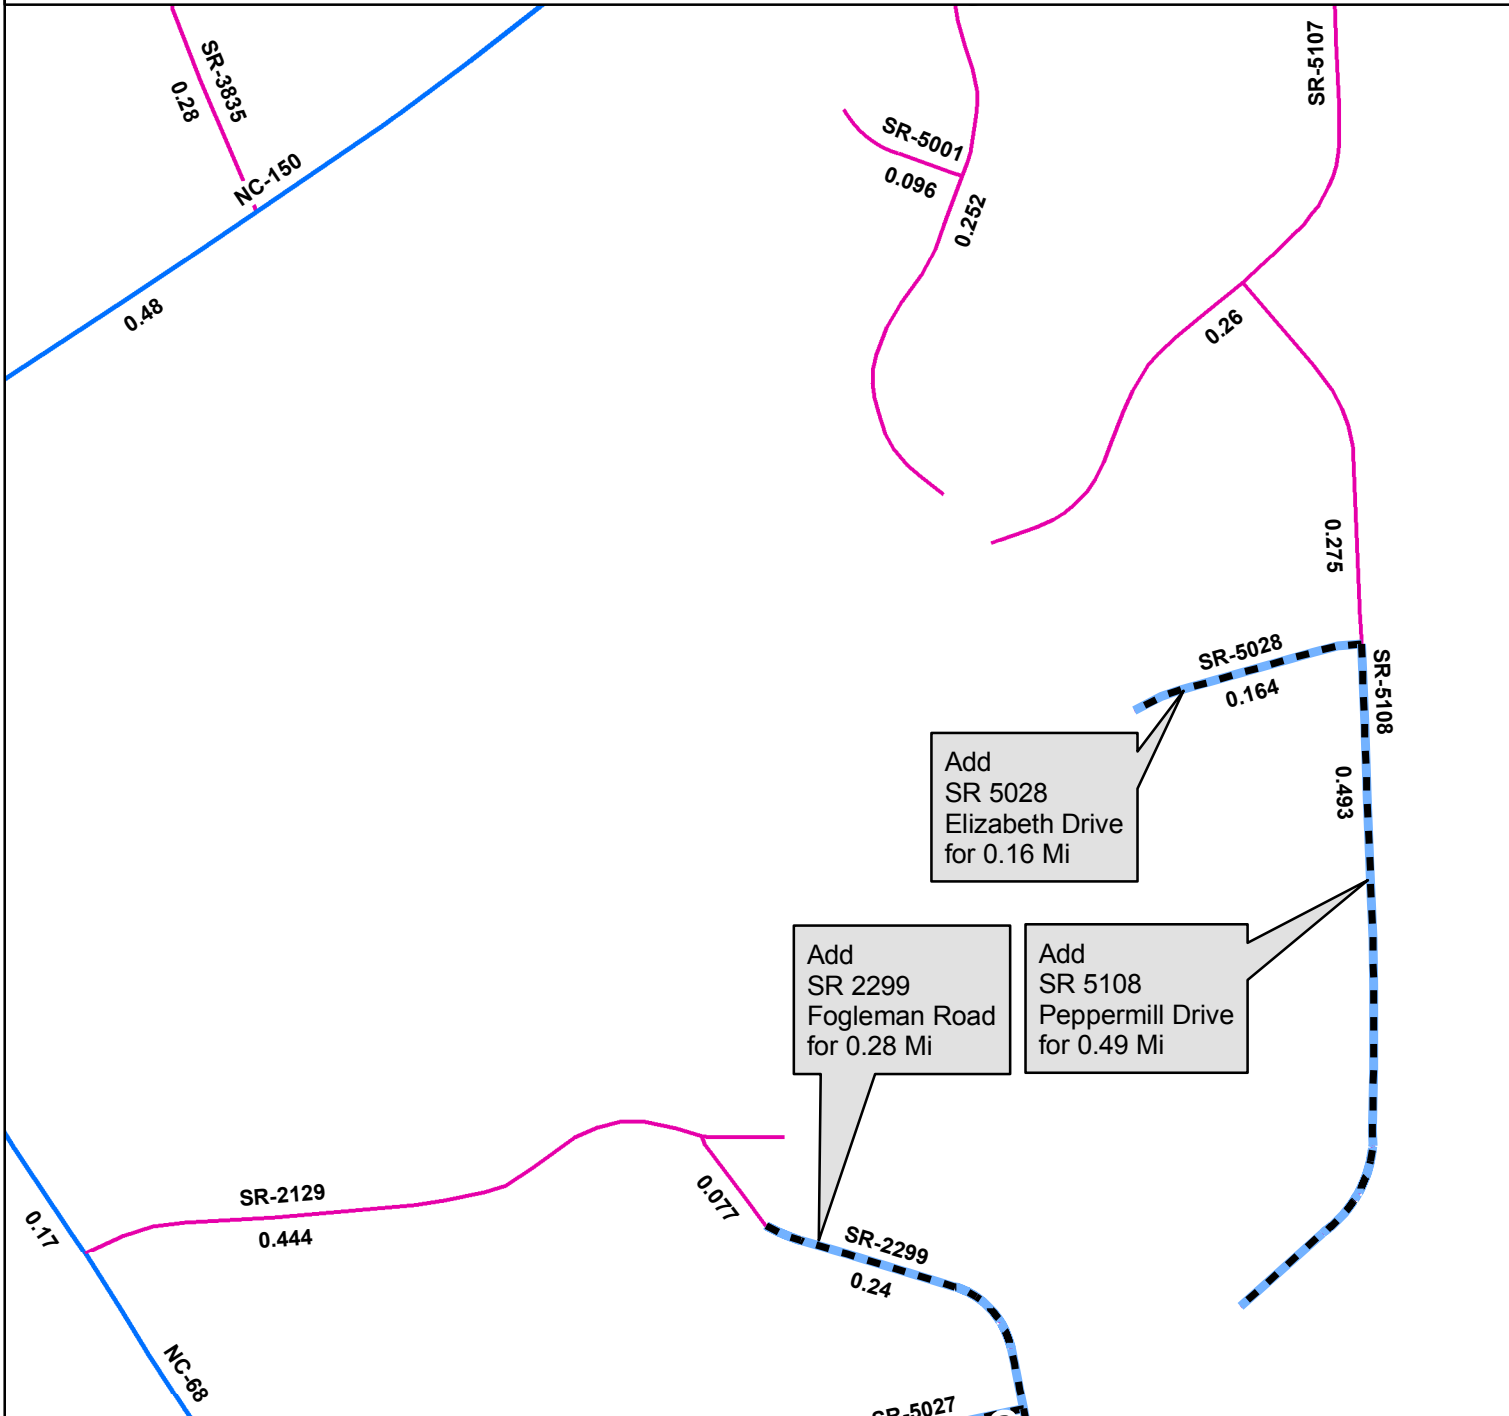 SR-3835
0.28
NC-150
0.48
SR-5001
0.096
0.252
SR-5107
0.26
0.275
SR-5028
0.164
SR-5108
0.493
Add
SR 5028
Elizabeth Drive
for 0.16 Mi
Add
SR 2299
Fogleman Road
for 0.28 Mi
Add
SR 5108
Peppermill Drive
for 0.49 Mi
SR-2129
0.444
0.17
NC-68
0.077
SR-2299
0.24
SR-5027